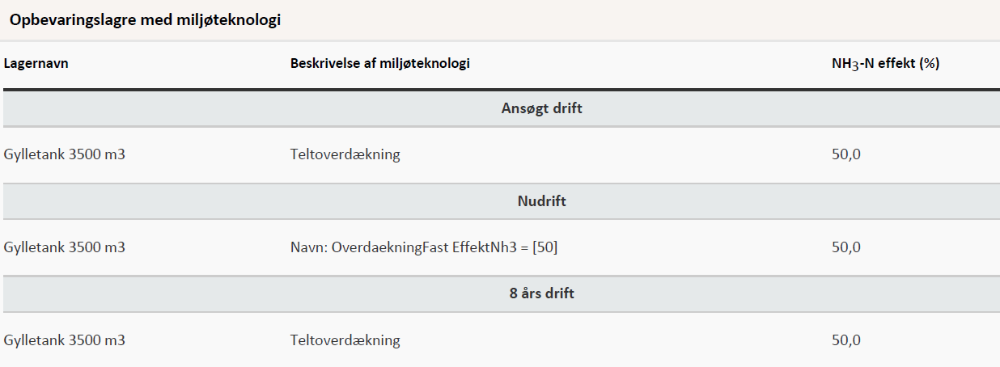 Opbevaringslagre med miljøteknologi
Lagernavn Beskrivelse af miljøteknologi NH3-N effekt (%)
Ansøgt drift
Gylletank 3500 m3 Teltoverdækning 50,0
Nudrift
Gylletank 3500 m3 Navn: OverdaekningFast EffektNh3 = [50] 50,0
8 års drift
Gylletank 3500 m3 Teltoverdækning 50,0